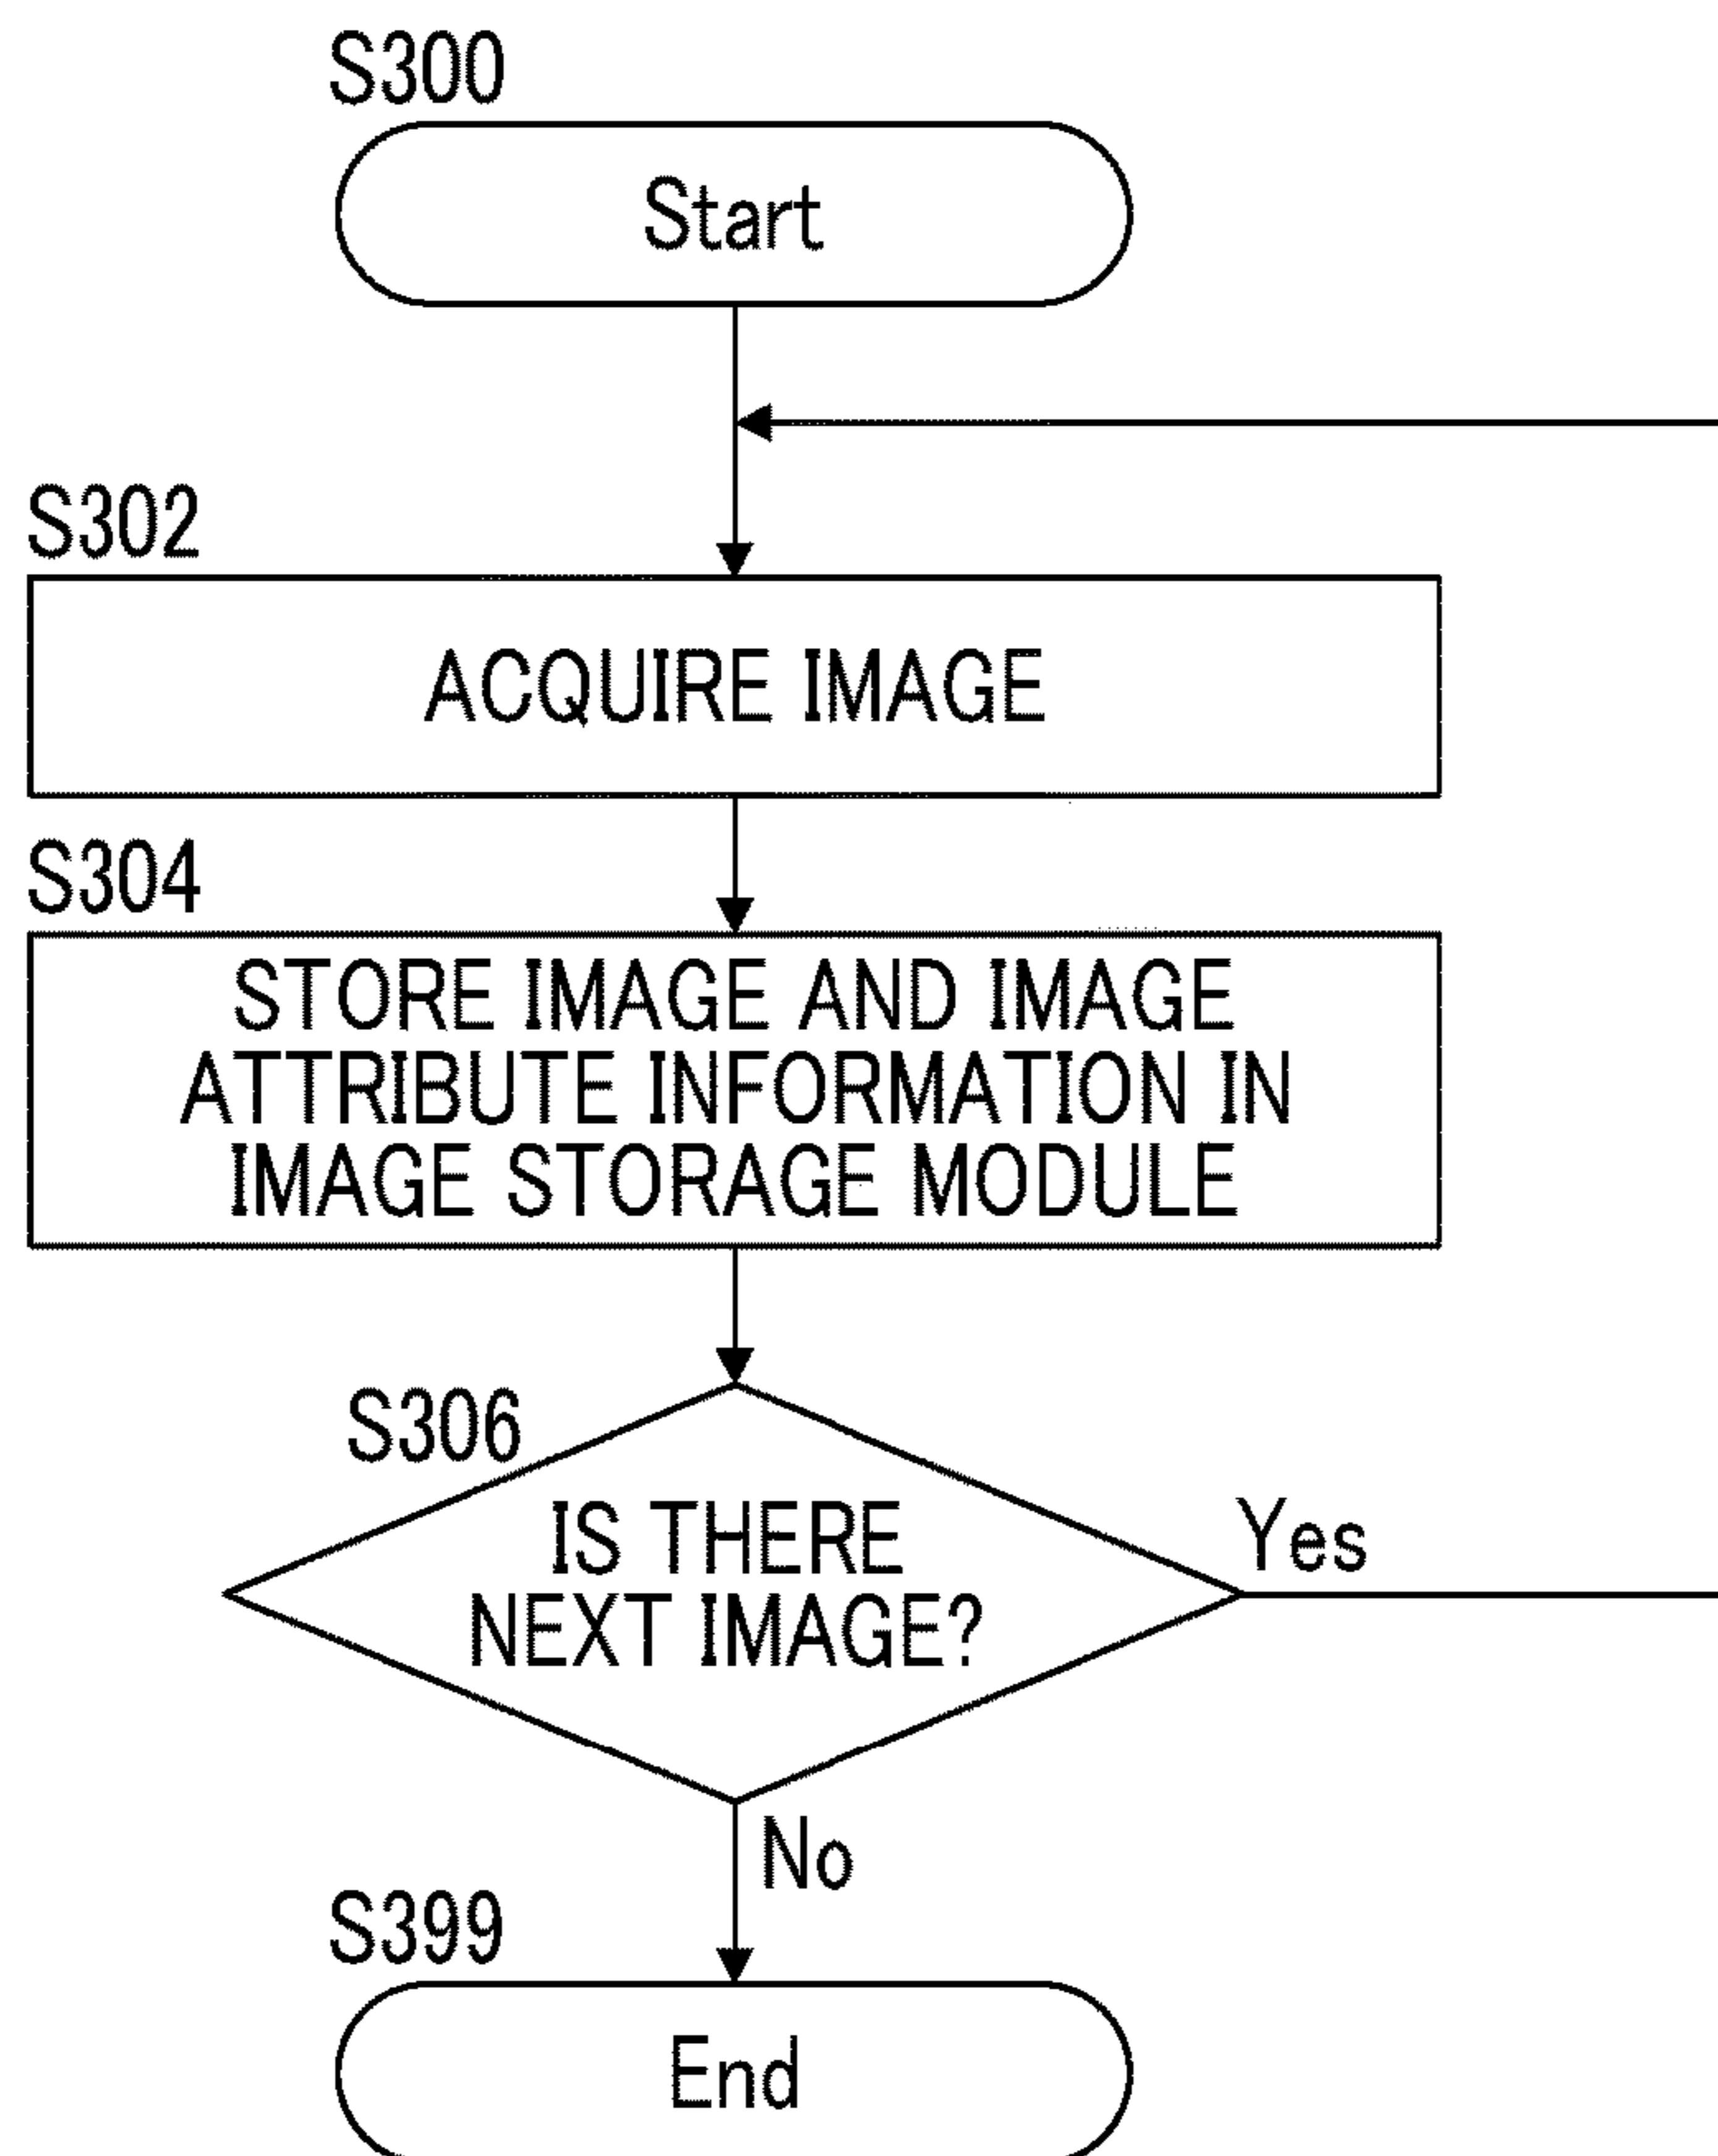 S300
Start
S302
ACQUIRE IMAGE
S304
STORE IMAGE AND IMAGE
ATTRIBUTE INFORMATION IN
IMAGE STORAGE MODULE
S306
IS THERE
NEXT IMAGE?
Yes
No
S399
End